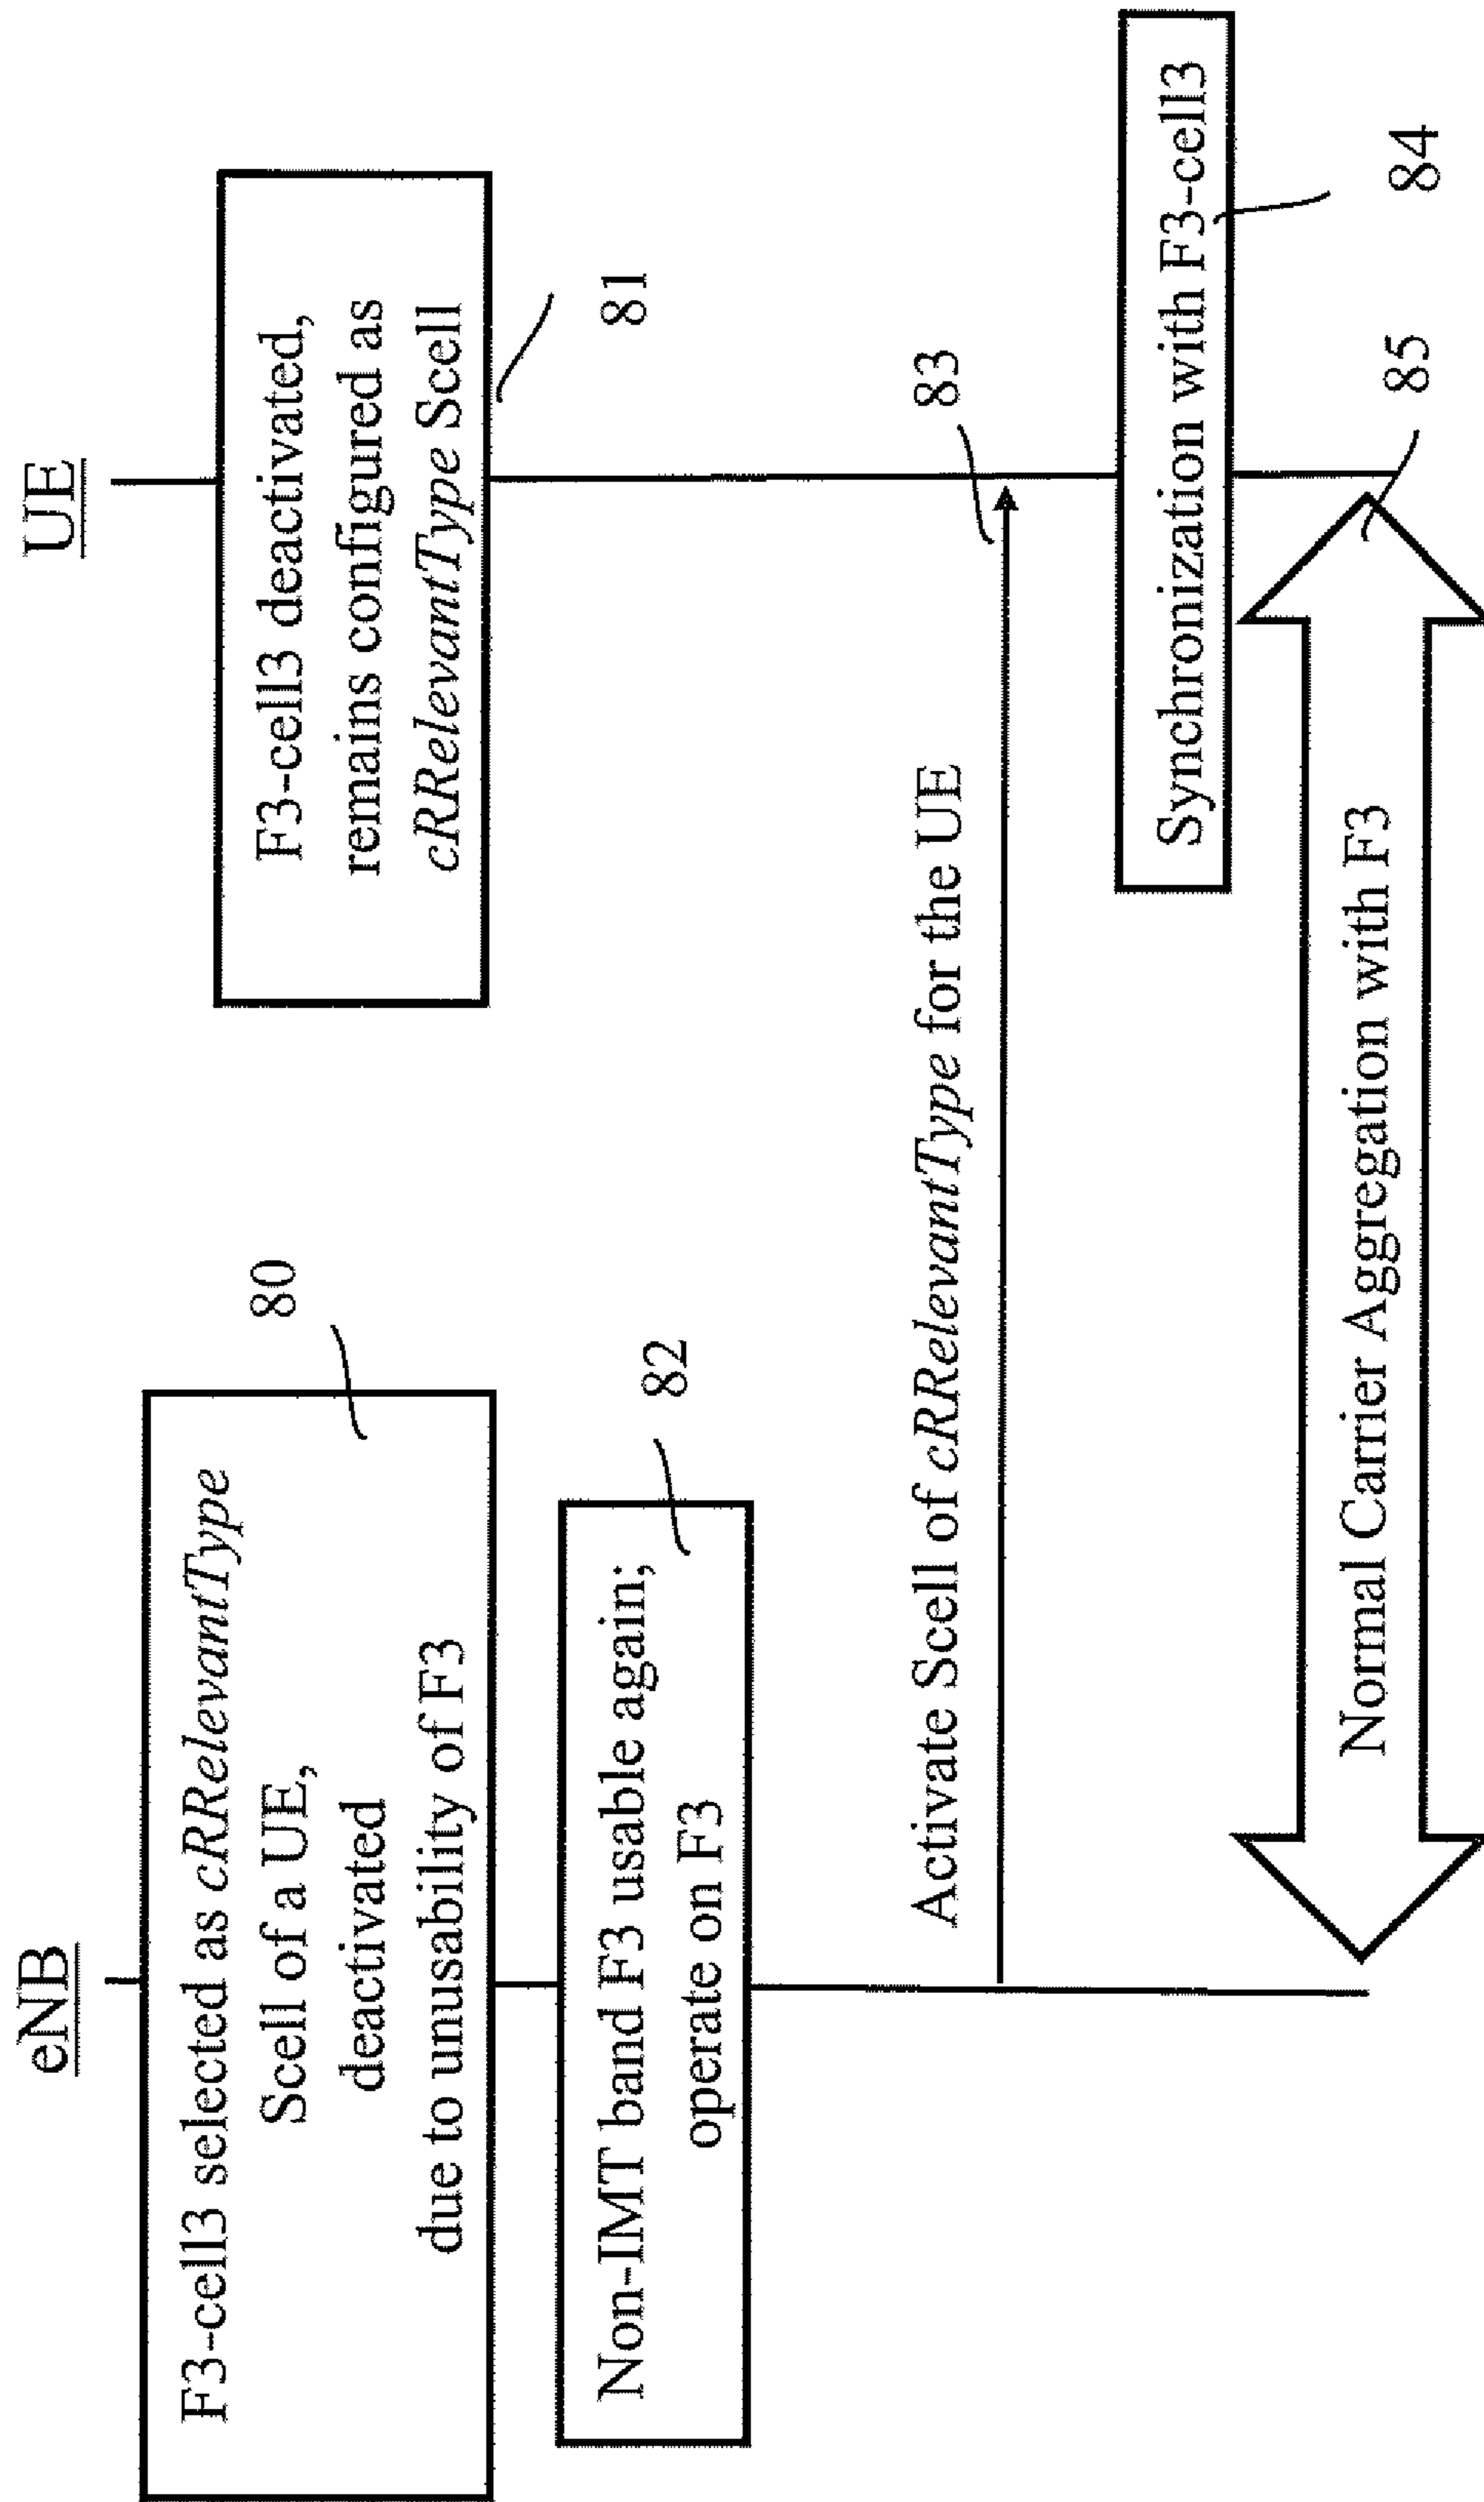 eNB
UE
F3-cell3 selected as cRRelevantType
Scell of a UE,
deactivated
due to unusability of F3
80
F3-cell3 deactivated,
remains configured as
cRRelevantType Scell
81
Non-IMT band F3 usable again;
operate on F3
82
Activate Scell of cRRelevantType for the UE
83
Synchronization with F3-cell3
84
Normal Carrier Aggregation with F3
85